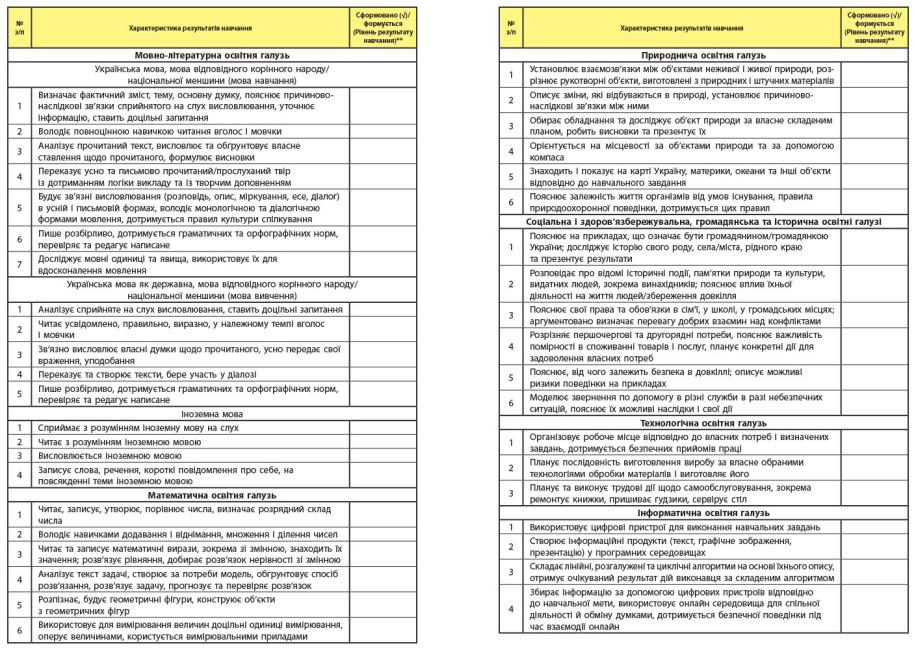 № з/п
Характеристика результатів навчання
Сформовано (√)/
формується
(Рівень результату
навчання)**
Мовно-літературна освітня галузь
Українська мова, мова відповідного корінного народу/
національної меншини (мова навчання)
1 Визначає фактичний зміст, тему, основну думку, пояснює причиново-
наслідкові зв'язки сприйнятого на слух висловлювання, уточнює
інформацію, ставить доцільні запитання
2 Володіє повноцінною навичкою читання вголос і мовчки
3 Аналізує прочитаний текст, висловлює та обґрунтовує власне
ставлення щодо прочитаного, формулює висновки
4 Переказує усно та письмово прочитаний/прослуханий твір
із дотриманням логіки викладу та із творчим доповненням
5 Будує зв'язні висловлювання (розповідь, опис, міркування, есе, діалог)
в усній і письмовій формах, володіє монологічною та діалогічною
формами мовлення, дотримується правил культури спілкування
6 Пише розбірливо, дотримується граматичних та орфографічних норм,
перевіряє та редагує написане
7 Досліджує мовні одиниці та явища, використовує їх для
вдосконалення мовлення
Українська мова як державна, мова відповідного корінного народу/
національної меншини (мова вивчення)
1 Аналізує сприйняте на слух висловлювання, ставить доцільні запитання
2 Читає усвідомлено, правильно, виразно, у належному темпі вголос
і мовчки
3 Зв'язно висловлює власні думки щодо прочитаного, усно передає свої
враження, уподобання
4 Переказує та створює тексти, бере участь у діалозі
5 Пише розбірливо, дотримується граматичних та орфографічних норм,
перевіряє та редагує написане
Іноземна мова
1 Сприймає з розумінням іноземну мову на слух
2 Читає з розумінням іноземною мовою
3 Висловлюється іноземною мовою
4 Записує слова, речення, короткі повідомлення про себе, на
повсякденні теми іноземною мовою
Математична освітня галузь
1 Читає, записує, утворює, порівнює числа, визначає розрядний склад
числа
2 Володіє навичками додавання і віднімання, множення і ділення чисел
3 Читає та записує математичні вирази, зокрема зі змінною, знаходить їх
значення; розв'язує рівняння, добирає розв'язок нерівності зі змінною
4 Аналізує текст задачі, створює за потреби модель, обґрунтовує спосіб
розв'язання, розв'язує задачу, прогнозує та перевіряє розв'язок
5 Розпізнає, будує геометричні фігури, конструює об'єкти
з геометричних фігур
6 Використовує для вимірювання величин доцільні одиниці вимірювання,
оперує величинами, користується вимірювальними приладами
№ з/п
Характеристика результатів навчання
Сформовано (√)/
формується
(Рівень результату
навчання)**
Природнича освітня галузь
1 Установлює взаємозв'язки між об'єктами неживої і живої природи, роз-
різнює рукотворні об'єкти, виготовлені з природних і штучних матеріалів
2 Описує зміни, які відбуваються в природі, установлює причиново-
наслідкові зв'язки між ними
3 Обирає обладнання та досліджує об'єкт природи за власне складеним
планом, робить висновки та презентує їх
4 Орієнтується на місцевості за об'єктами природи та за допомогою
компаса
5 Знаходить і показує на карті Україну, материки, океани та інші об'єкти
відповідно до навчального завдання
6 Пояснює залежність життя організмів від умов існування, правила
природоохоронної поведінки, дотримується цих правил
Соціальна і здоров'язбережувальна, громадянська та історична освітні галузі
1 Пояснює на прикладах, що означає бути громадянином/громадянкою
України; досліджує історію свого роду, села/міста, рідного краю
та презентує результати
2 Розповідає про відомі історичні події, пам'ятки природи та культури,
видатних людей, зокрема винахідників; пояснює вплив їхньої
діяльності на життя людей/збереження довкілля
3 Пояснює свої права та обов'язки в сім'ї, у школі, у громадських місцях;
аргументовано визначає перевагу добрих взаємин над конфліктами
4 Розрізняє першочергові та другорядні потреби, пояснює важливість
помірності в споживанні товарів і послуг, планує конкретні дії для
задоволення власних потреб
5 Пояснює, від чого залежить безпека в довкіллі; описує можливі
ризики поведінки на прикладах
6 Моделює звернення по допомогу в різні служби в разі небезпечних
ситуацій, пояснює їх можливі наслідки і свої дії
Технологічна освітня галузь
1 Організовує робоче місце відповідно до власних потреб і визначених
завдань, дотримується безпечних прийомів праці
2 Планує послідовність виготовлення виробу за власне обраними
технологіями обробки матеріалів і виготовляє його
3 Планує та виконує трудові дії щодо самообслуговування, зокрема
ремонтує книжки, пришиває ґудзики, сервірує стіл
Інформатична освітня галузь
1 Використовує цифрові пристрої для виконання навчальних завдань
2 Створює інформаційні продукти (текст, графічне зображення,
презентацію) у програмних середовищах
3 Складає лінійні, розгалужені та циклічні алгоритми на основі їхнього опису,
отримує очікуваний результат дій виконавця за складеним алгоритмом
4 Збирає інформацію за допомогою цифрових пристроїв відповідно
до навчальної мети, використовує онлайн середовища для спільної
діяльності й обміну думками, дотримується безпечної поведінки під
час взаємодії онлайн